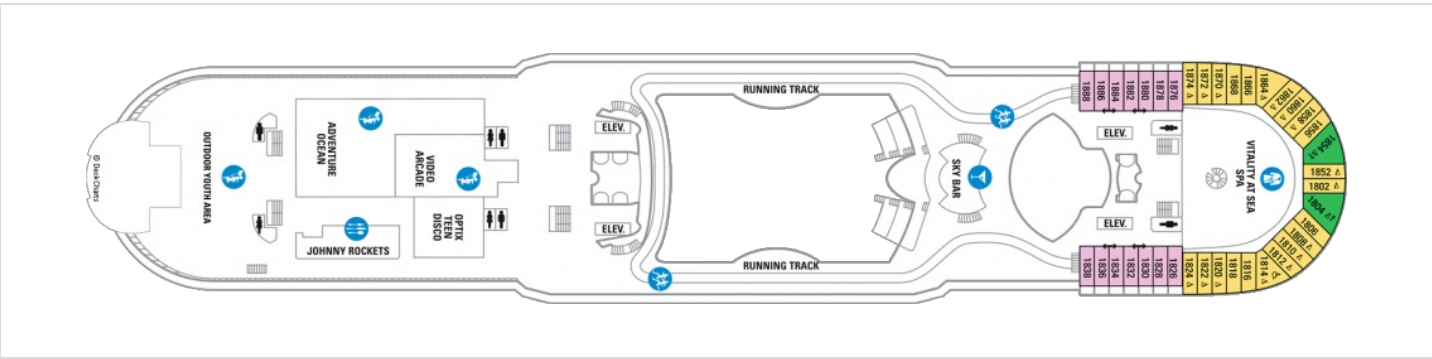 © DeckCharts
OUTDOOR YOUTH AREA
ADVENTURE
OCEAN
VIDEO
ARCADE
OPTIX
TEEN
DISCO
JOHNNY ROCKETS
ELEV.
ELEV.
RUNNING TRACK
RUNNING TRACK
SKY BAR
ELEV.
ELEV.
VITALITY AT SEA
SPA
1888
1886
1884
1882
1880
1878
1876
1874
1872
1870
1868
1866
1864
1862
1860
1858
1856
1854
1852
1802
1804
1806
1808
1810
1812
1814
1816
1818
1820
1822
1824
1826
1828
1830
1832
1834
1836
1838